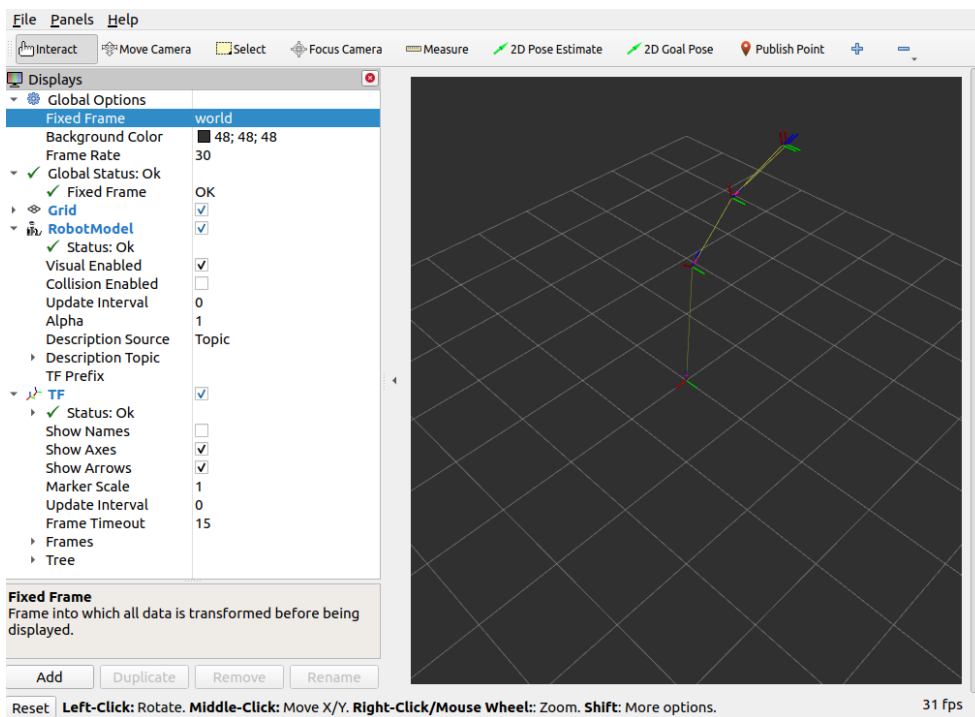 File Panels Help
Interact Move Camera Select Focus Camera Measure 2D Pose Estimate 2D Goal Pose Publish Point
Displays
Global Options
Fixed Frame world
Background Color 48; 48; 48
Frame Rate 30
Global Status: Ok
Fixed Frame OK
Grid
RobotModel
Status: Ok
Visual Enabled
Collision Enabled
Update Interval 0
Alpha 1
Description Source Topic
Description Topic
TF Prefix
TF
Status: Ok
Show Names
Show Axes
Show Arrows
Marker Scale 1
Update Interval 0
Frame Timeout 15
Frames
Tree
Fixed Frame
Frame into which all data is transformed before being
displayed.
Add Duplicate Remove Rename
Reset Left-Click: Rotate. Middle-Click: Move X/Y. Right-Click/Mouse Wheel:: Zoom. Shift: More options. 31 fps